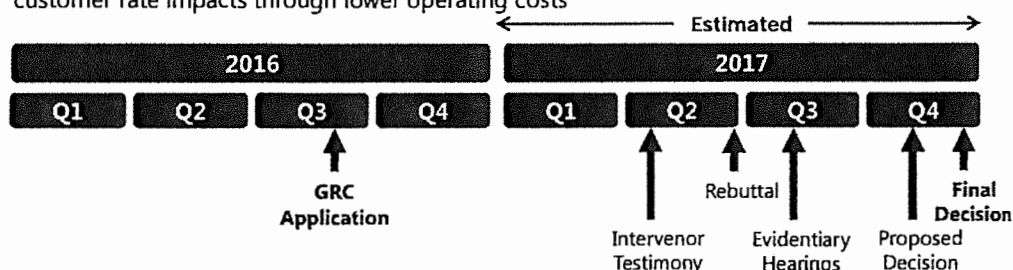 customer rate impacts through lower operating costs
Estimated
2016
2017
Q1 Q2 Q3 Q4 Q1 Q2 Q3 Q4
GRC
Application
Rebuttal
Final
Decision
Intervenor
Testimony
Evidentiary
Hearings
Proposed
Decision